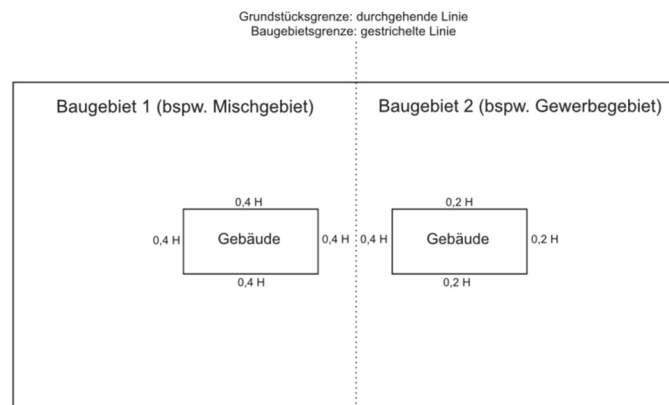 Grundstücksgrenze: durchgehende Linie
Baugebietsgrenze: gestrichelte Linie
Baugebiet 1 (bspw. Mischgebiet)
Baugebiet 2 (bspw. Gewerbegebiet)
0,4 H
0,2 H
0,4 H
Gebäude
0,4 H
0,4 H
Gebäude
0,2 H
0,4 H
0,2 H